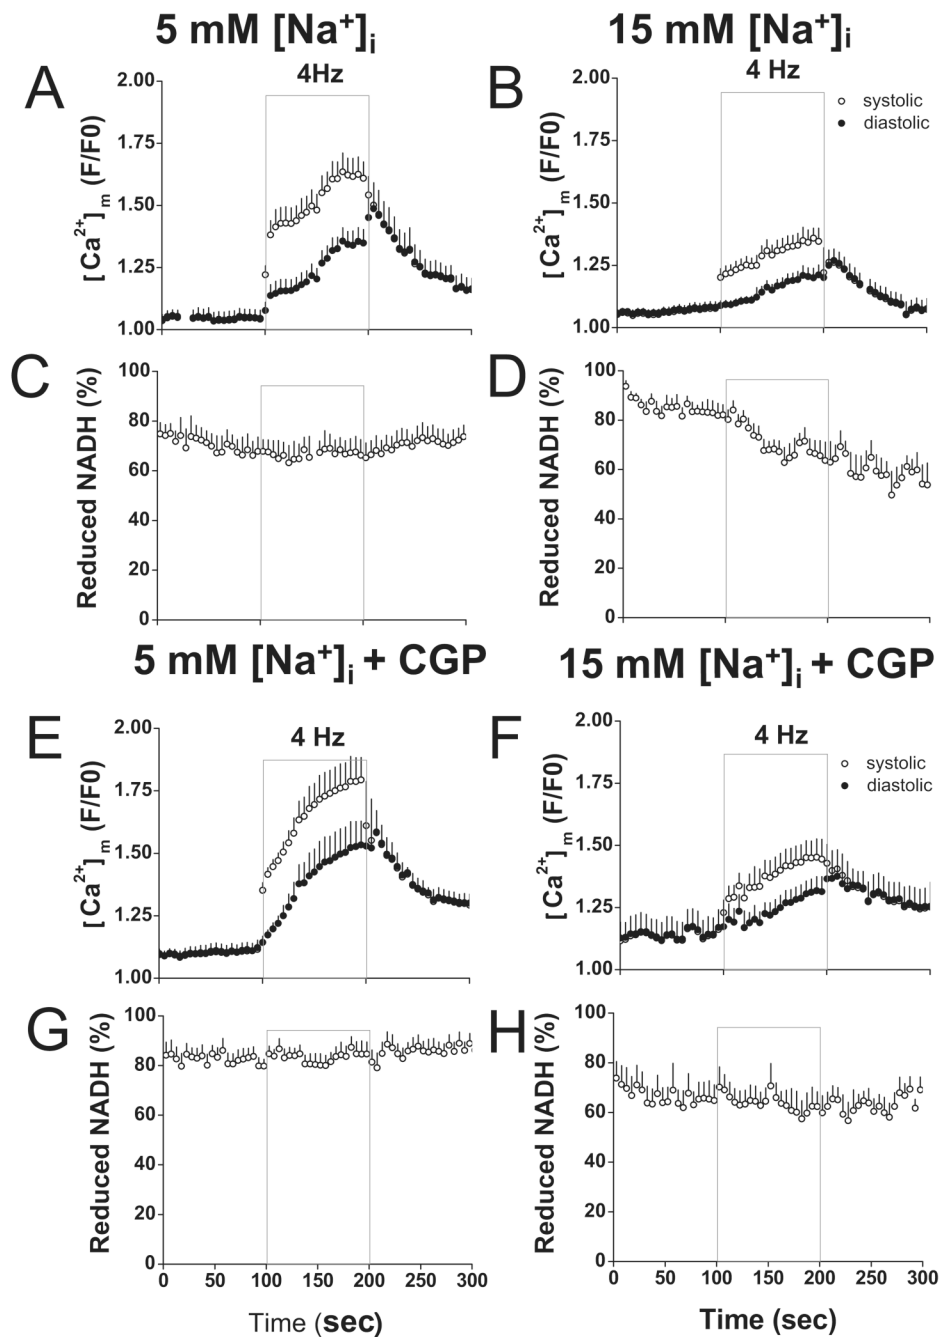 5 mM [Na⁺]ᵢ
15 mM [Na⁺]ᵢ
A
4Hz
[Ca²⁺]ₘ (F/F0)
2.00
1.75
1.50
1.25
1.00
B
4 Hz
systolic
diastolic
[Ca²⁺]ₘ (F/F0)
2.00
1.75
1.50
1.25
1.00
C
Reduced NADH (%)
100
80
60
40
20
0
D
Reduced NADH (%)
100
80
60
40
20
0
5 mM [Na⁺]ᵢ + CGP
15 mM [Na⁺]ᵢ + CGP
E
4 Hz
[Ca²⁺]ₘ (F/F0)
2.00
1.75
1.50
1.25
1.00
F
4 Hz
systolic
diastolic
[Ca²⁺]ₘ (F/F0)
2.00
1.75
1.50
1.25
1.00
G
Reduced NADH (%)
100
80
60
40
20
0
0 50 100 150 200 250 300
Time (sec)
H
Reduced NADH (%)
100
80
60
40
20
0
0 50 100 150 200 250 300
Time (sec)